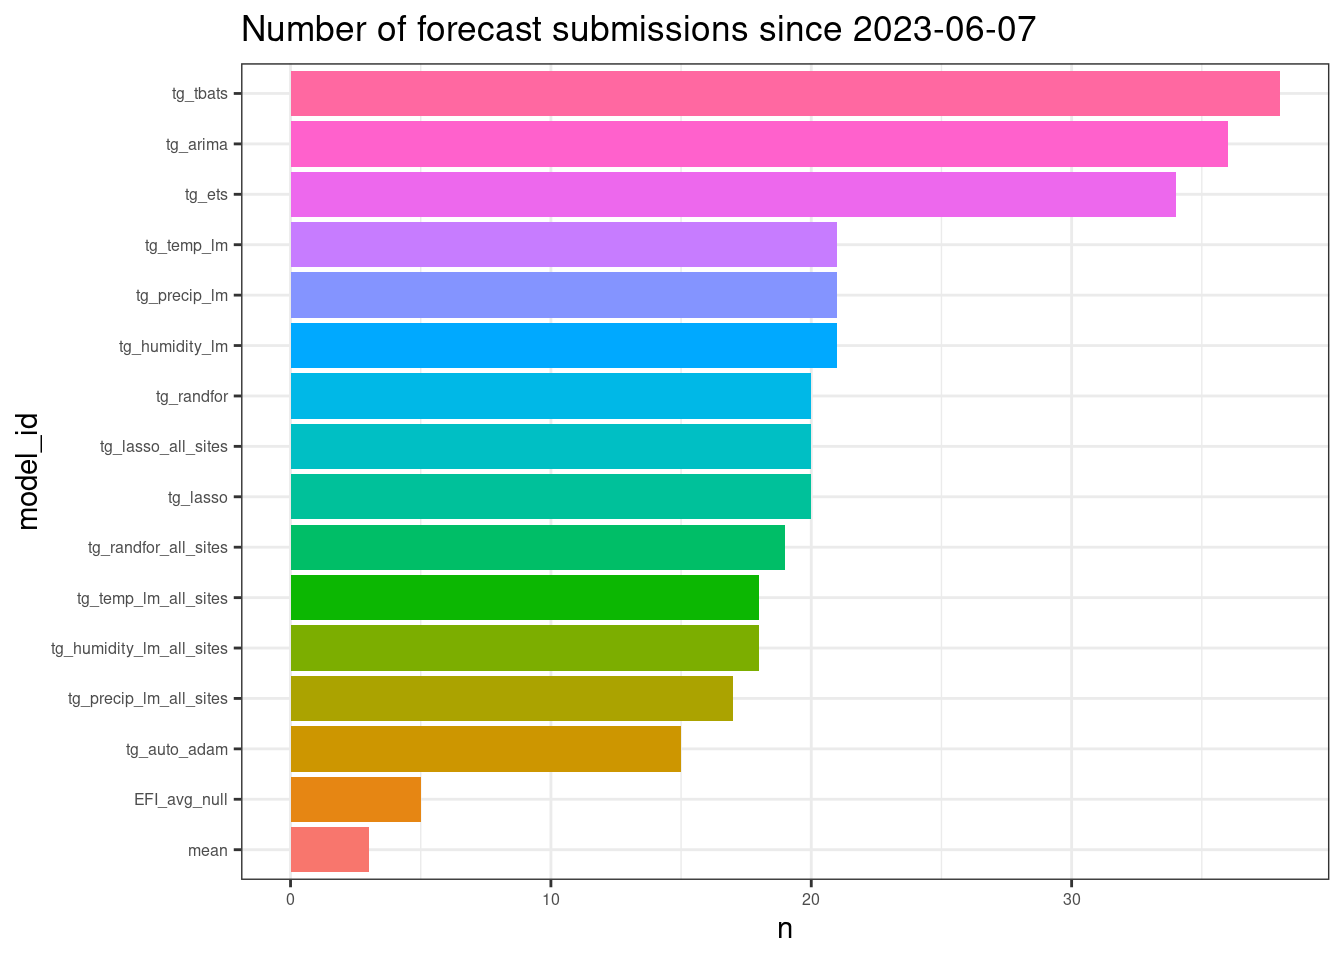 Number of forecast submissions since 2023-06-07
model_id
tg_tbats
tg_arima
tg_ets
tg_temp_lm
tg_precip_lm
tg_humidity_lm
tg_randfor
tg_lasso_all_sites
tg_lasso
tg_randfor_all_sites
tg_temp_lm_all_sites
tg_humidity_lm_all_sites
tg_precip_lm_all_sites
tg_auto_adam
EFI_avg_null
mean
0 10 20 30
n